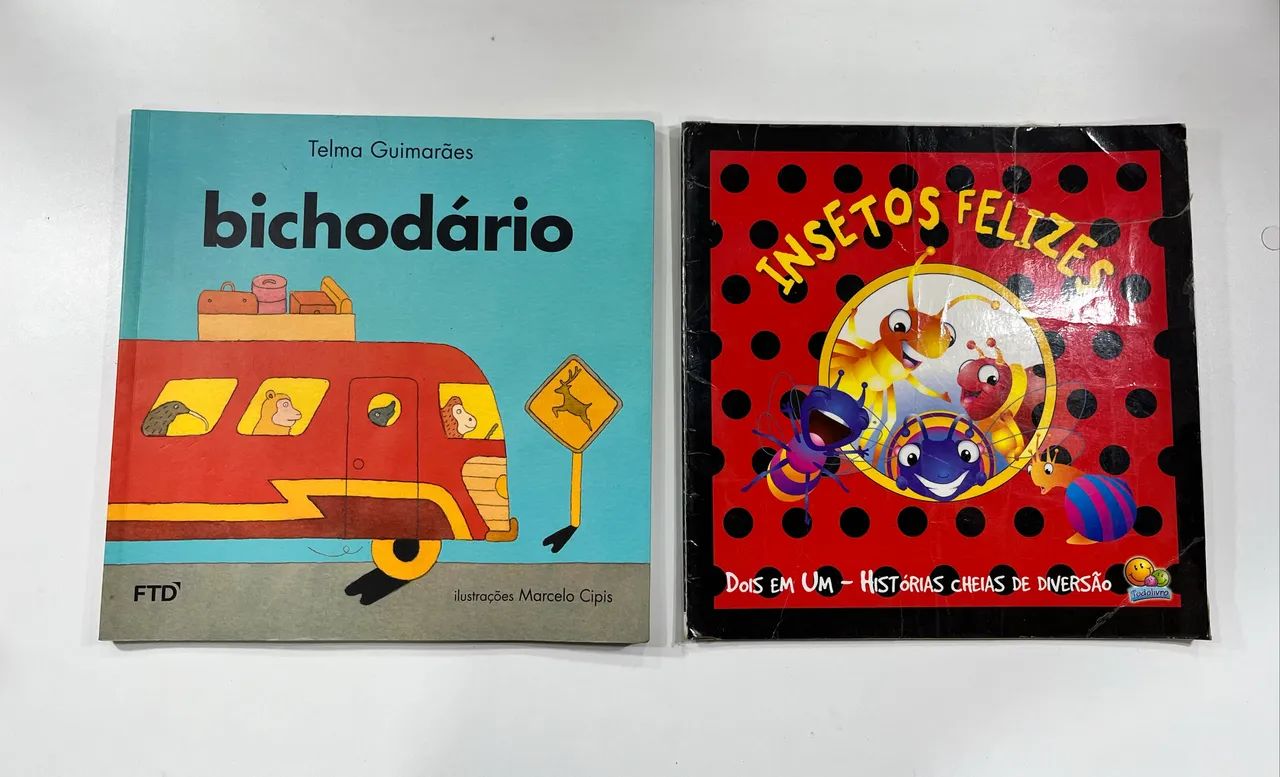 Telma Guimarães
bichodário
FTD
ilustrações Marcelo Cipis
INSETOS FELIZES
DOIS EM UM – HISTÓRIAS CHEIAS DE DIVERSÃO
Todolivro